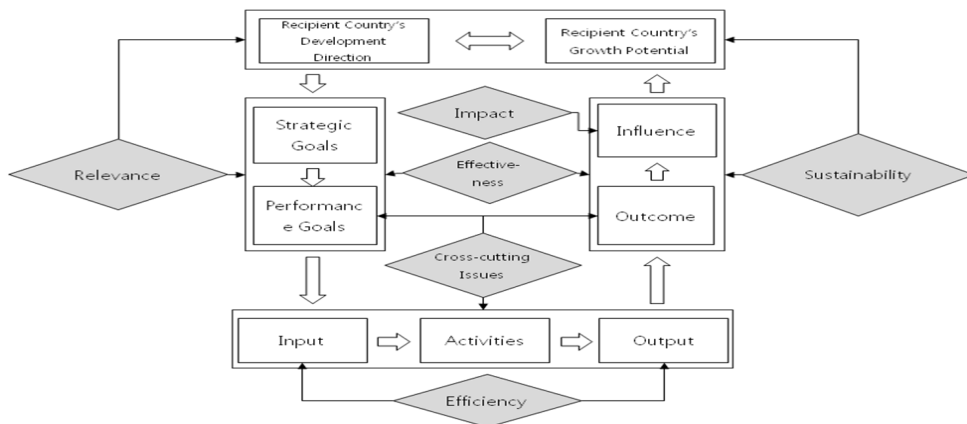 Recipient Country's
Development
Direction
Recipient Country's
Growth Potential
Strategic
Goals
Impact
Influence
Relevance
Effective-
ness
Sustainability
Performanc
e Goals
Outcome
Cross-cutting
Issues
Input
Activities
Output
Efficiency